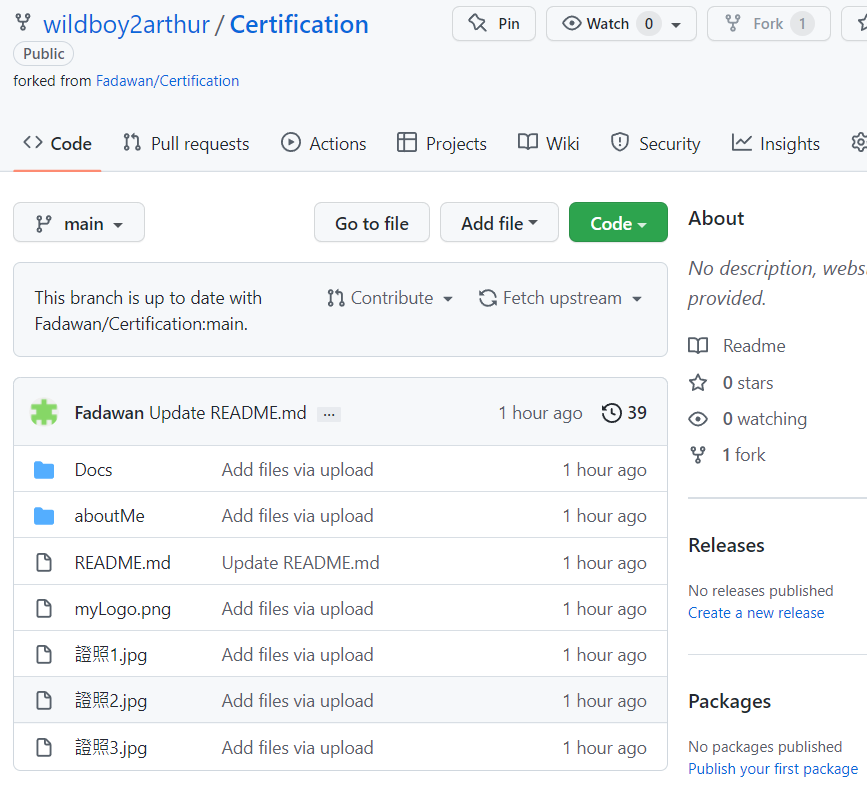 wildboy2arthur / Certification
Pin
Watch 0
Fork 1
Public
forked from Fadawan/Certification
Code
Pull requests
Actions
Projects
Wiki
Security
Insights
main
Go to file
Add file
Code
This branch is up to date with
Fadawan/Certification:main.
Contribute
Fetch upstream
Fadawan Update README.md ... 1 hour ago 39
Docs Add files via upload 1 hour ago
aboutMe Add files via upload 1 hour ago
README.md Update README.md 1 hour ago
myLogo.png Add files via upload 1 hour ago
證照1.jpg Add files via upload 1 hour ago
證照2.jpg Add files via upload 1 hour ago
證照3.jpg Add files via upload 1 hour ago
About
No description, webs
provided.
Readme
0 stars
0 watching
1 fork
Releases
No releases published
Create a new release
Packages
No packages published
Publish your first package